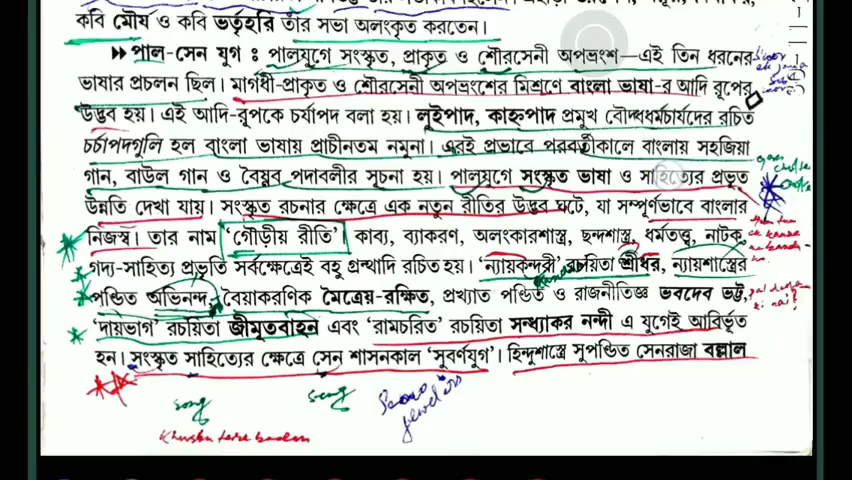 কবি মৌর্য ও কবি ভর্তৃহরি তাঁর সভা অলংকৃত করতেন।
▸▸ পাল-সেন যুগ : পালযুগে সংস্কৃত, প্রাকৃত ও শৌরসেনী অপভ্রংশ—এই তিন ধরনের
ভাষার প্রচলন ছিল। মাগধী-প্রাকৃত ও শৌরসেনী অপভ্রংশের মিশ্রণে বাংলা ভাষা-র আদি রূপের
উদ্ভব হয়। এই আদি-রূপকে চর্যাপদ বলা হয়। লুইপাদ, কাহ্নপাদ প্রমুখ বৌদ্ধধর্মচার্যদের রচিত
চর্চাপদগুলি হল বাংলা ভাষায় প্রাচীনতম নমুনা। এরই প্রভাবে পরবর্তীকালে বাংলায় সহজিয়া
গান, বাউল গান ও বৈষ্ণব পদাবলীর সূচনা হয়। পালযুগে সংস্কৃত ভাষা ও সাহিত্যের প্রভূত
উন্নতি দেখা যায়। সংস্কৃত রচনার ক্ষেত্রে এক নতুন রীতির উদ্ভব ঘটে, যা সম্পূর্ণভাবে বাংলার
নিজস্ব। তার নাম ‘গৌড়ীয় রীতি’। কাব্য, ব্যাকরণ, অলংকারশাস্ত্র, ছন্দশাস্ত্র, ধর্মতত্ত্ব, নাটক,
গদ্য-সাহিত্য প্রভৃতি সর্বক্ষেত্রেই বহু গ্রন্থাদি রচিত হয়। ‘ন্যায়কন্দরী’ রচয়িতা শ্রীধর, ন্যায়শাস্ত্রের
পণ্ডিত অভিনন্দ, বৈয়াকরণিক মৈত্রেয়-রক্ষিত, প্রখ্যাত পণ্ডিত ও রাজনীতিজ্ঞ ভবদেব ভট্ট,
‘দায়ভাগ’ রচয়িতা জীমূতবাহন এবং ‘রামচরিত’ রচয়িতা সন্ধ্যাকর নন্দী এ যুগেই আবির্ভূত
হন। সংস্কৃত সাহিত্যের ক্ষেত্রে সেন শাসনকাল ‘সুবর্ণযুগ’। হিন্দুশাস্ত্রে সুপণ্ডিত সেনরাজা বল্লাল
song song
jewellers